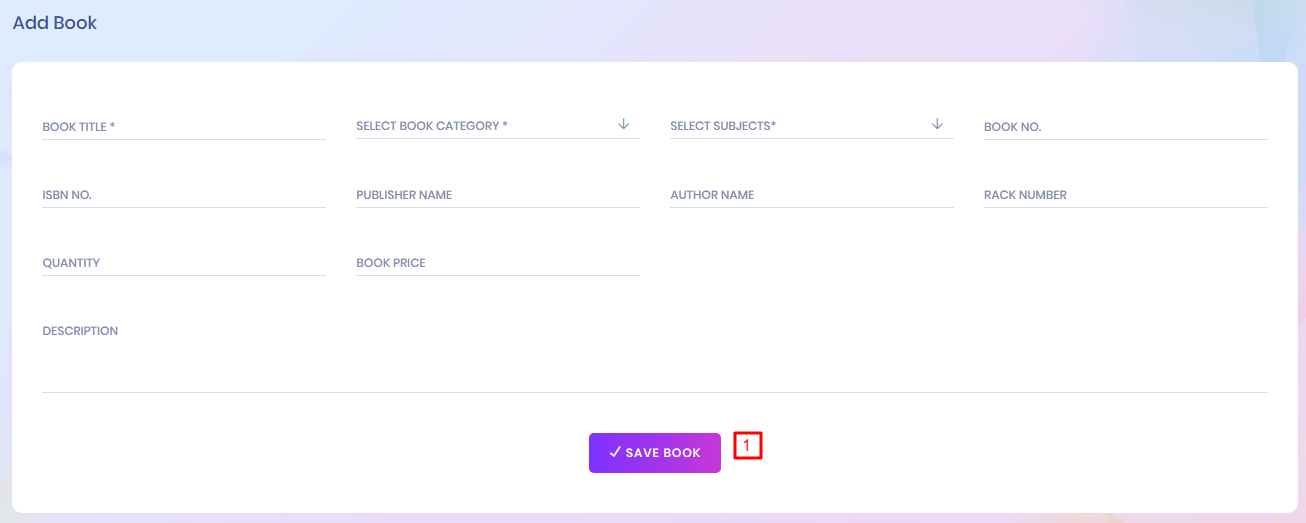 Add Book
BOOK TITLE * SELECT BOOK CATEGORY * SELECT SUBJECTS* BOOK NO.
ISBN NO. PUBLISHER NAME AUTHOR NAME RACK NUMBER
QUANTITY BOOK PRICE
DESCRIPTION
SAVE BOOK 1